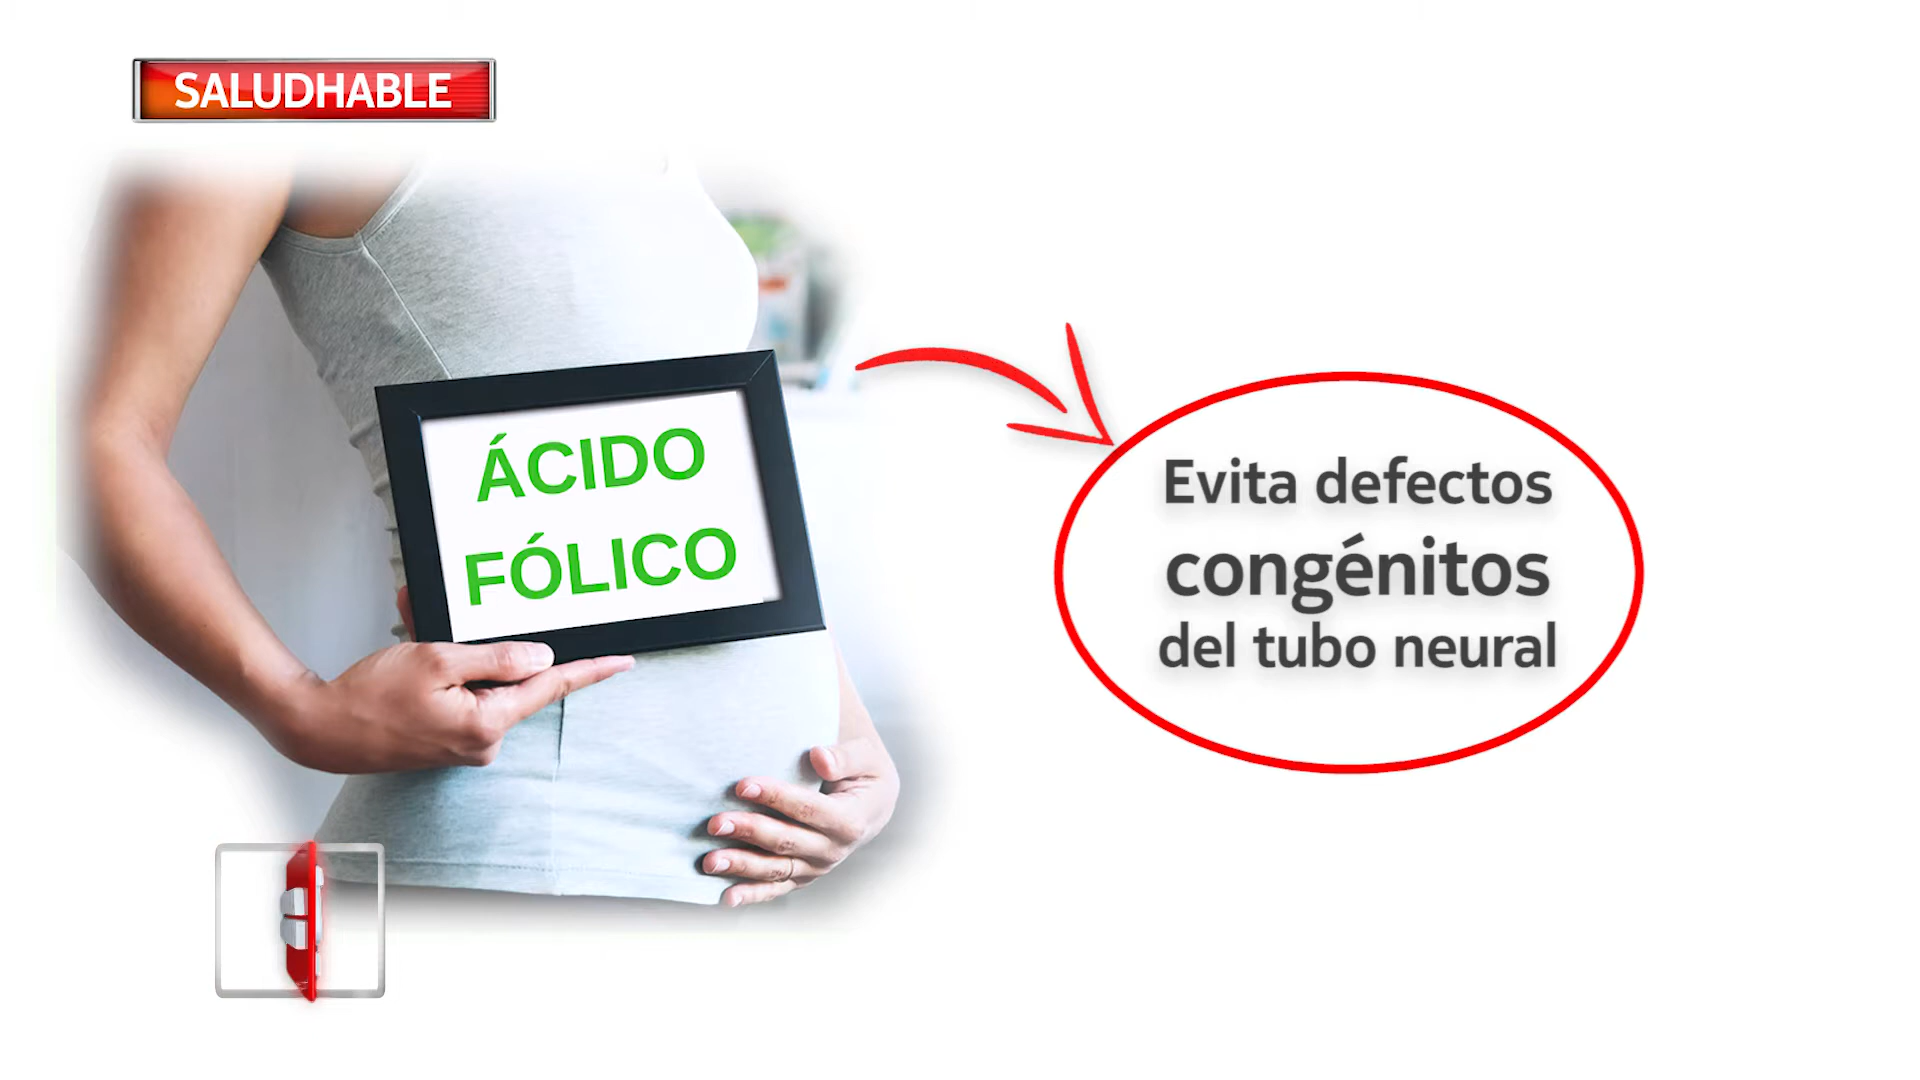 SALUDHABLE
ÁCIDO
FÓLICO
Evita defectos
congénitos
del tubo neural